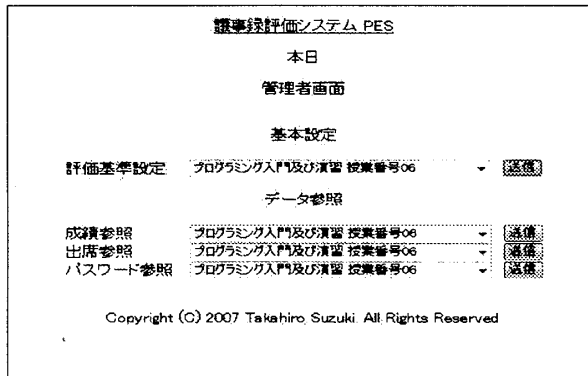 議事録評価システム PES
本日
管理者画面
基本設定
評価基準設定 プログラミング入門及び演習 授業番号06 送信
データ参照
成績参照 プログラミング入門及び演習 授業番号06 送信
出席参照 プログラミング入門及び演習 授業番号06 送信
パスワード参照 プログラミング入門及び演習 授業番号06 送信
Copyright (C) 2007 Takahiro Suzuki. All Rights Reserved